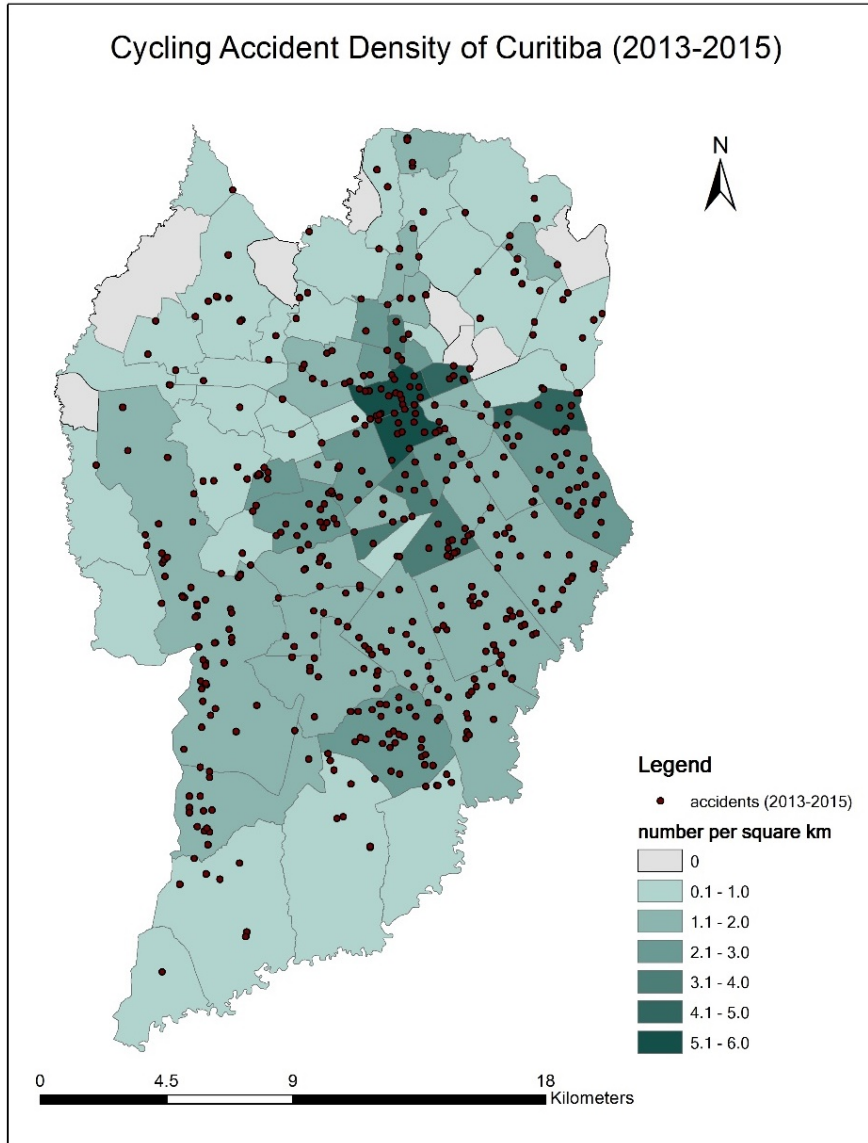 Cycling Accident Density of Curitiba (2013-2015)
N
Legend
accidents (2013-2015)
number per square km
0
0.1 - 1.0
1.1 - 2.0
2.1 - 3.0
3.1 - 4.0
4.1 - 5.0
5.1 - 6.0
0 4.5 9 18
Kilometers